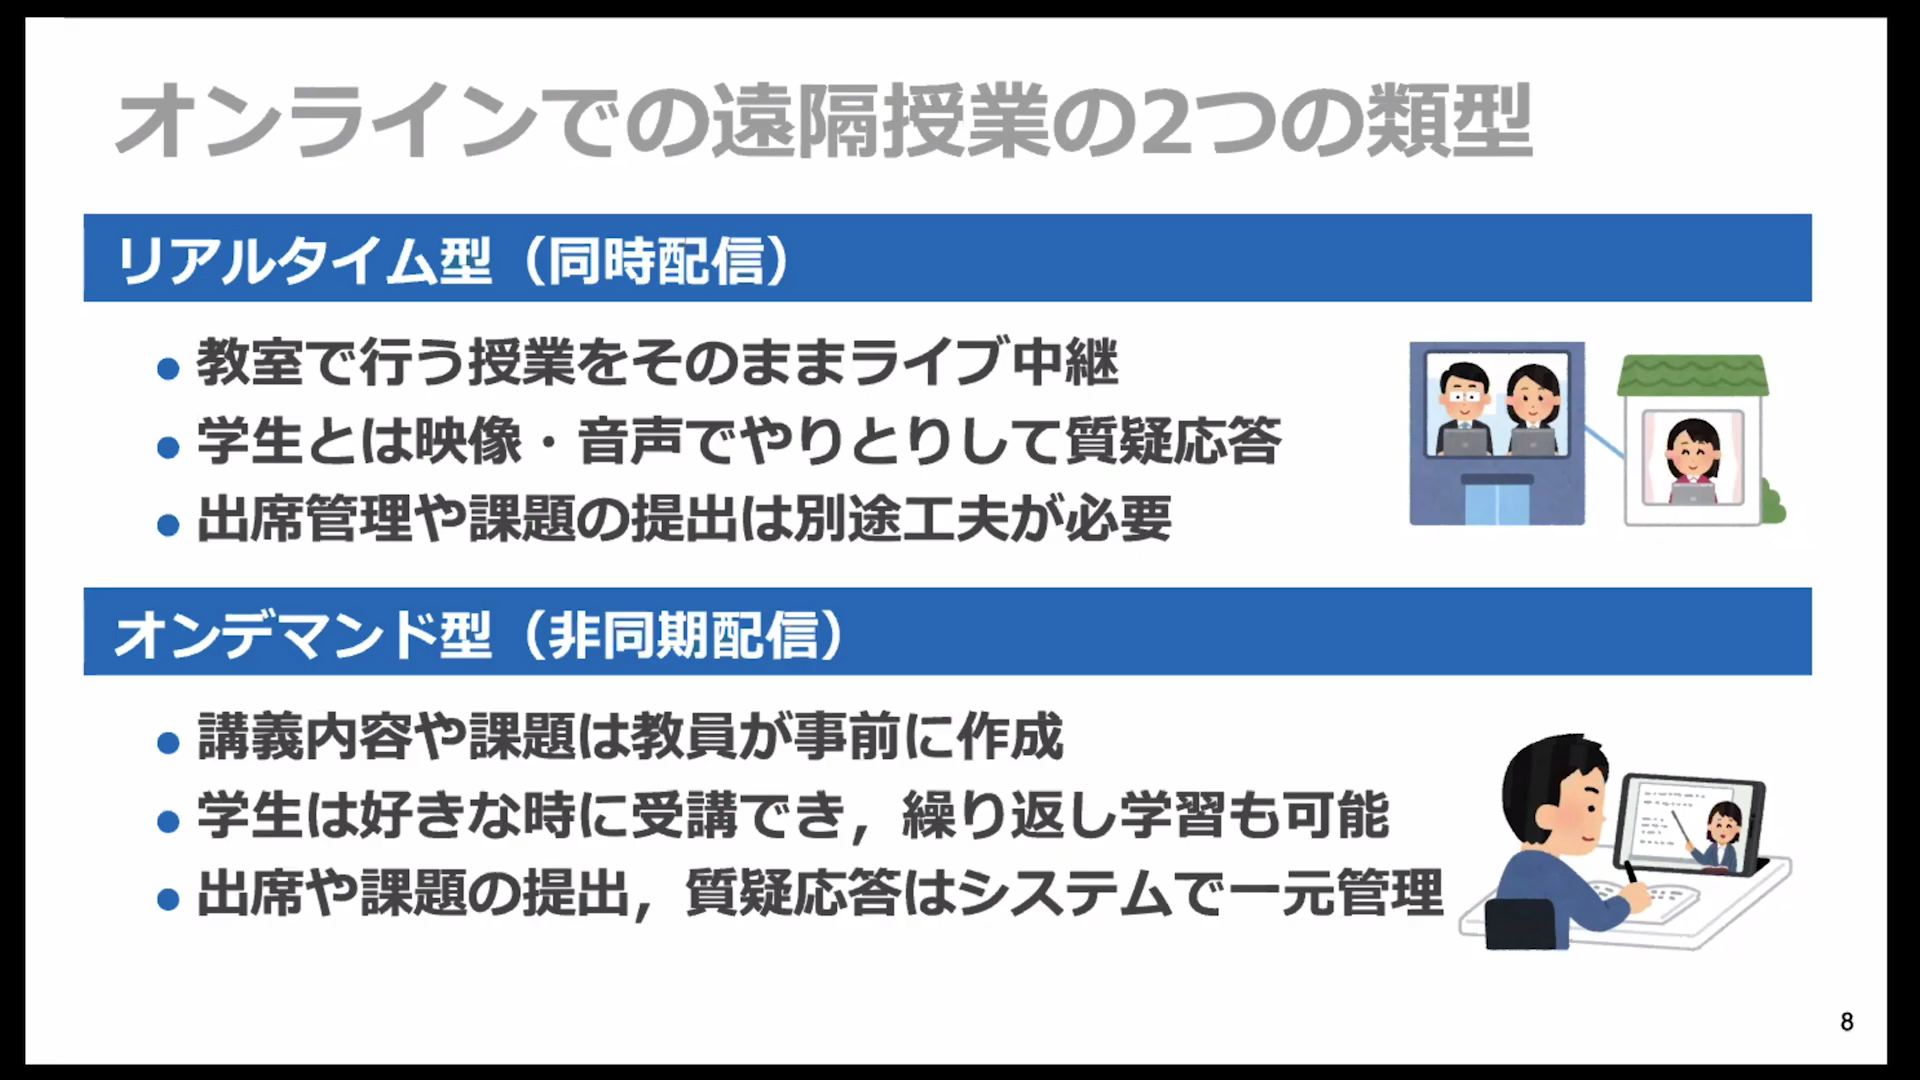 オンラインでの遠隔授業の2つの類型
リアルタイム型（同時配信）
● 教室で行う授業をそのままライブ中継
● 学生とは映像・音声でやりとりして質疑応答
● 出席管理や課題の提出は別途工夫が必要
オンデマンド型（非同期配信）
● 講義内容や課題は教員が事前に作成
● 学生は好きな時に受講でき，繰り返し学習も可能
● 出席や課題の提出，質疑応答はシステムで一元管理
8